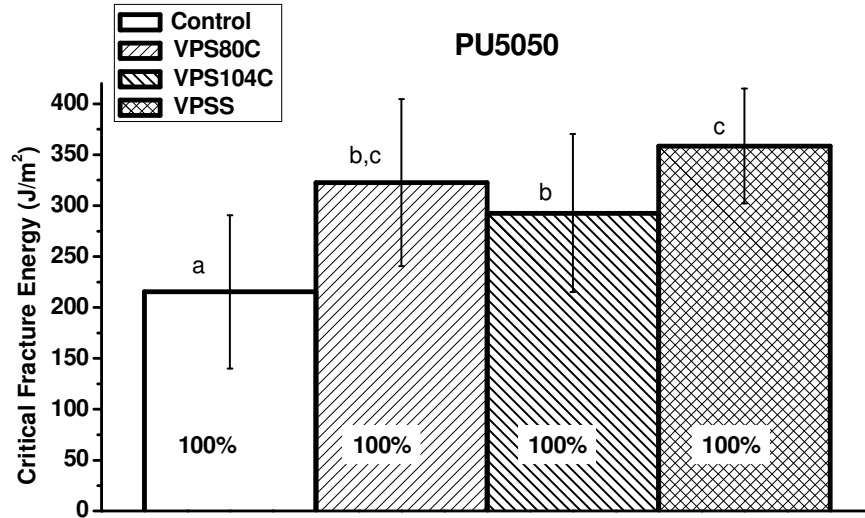 Control
VPS80C
VPS104C
VPSS
PU5050
Critical Fracture Energy (J/m²)
400
350
300
250
200
150
100
50
0
a
b,c
b
c
100%
100%
100%
100%